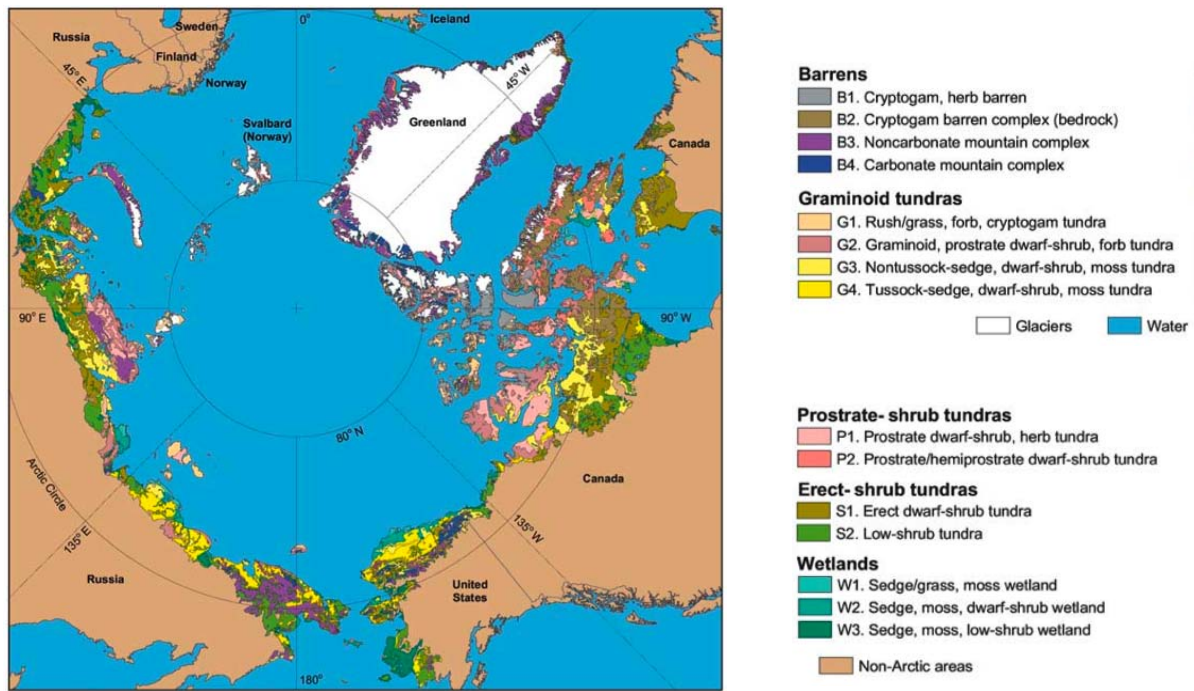 Russia
Sweden
Finland
Norway
45° E
0°
Iceland
Svalbard
(Norway)
Greenland
45° W
Canada
90° E
90° W
80° N
Arctic Circle
135° E
Russia
180°
135° W
United
States
Canada
Barrens
B1. Cryptogam, herb barren
B2. Cryptogam barren complex (bedrock)
B3. Noncarbonate mountain complex
B4. Carbonate mountain complex
Graminoid tundras
G1. Rush/grass, forb, cryptogam tundra
G2. Graminoid, prostrate dwarf-shrub, forb tundra
G3. Nontussock-sedge, dwarf-shrub, moss tundra
G4. Tussock-sedge, dwarf-shrub, moss tundra
Glaciers
Water
Prostrate- shrub tundras
P1. Prostrate dwarf-shrub, herb tundra
P2. Prostrate/hemiprostrate dwarf-shrub tundra
Erect- shrub tundras
S1. Erect dwarf-shrub tundra
S2. Low-shrub tundra
Wetlands
W1. Sedge/grass, moss wetland
W2. Sedge, moss, dwarf-shrub wetland
W3. Sedge, moss, low-shrub wetland
Non-Arctic areas